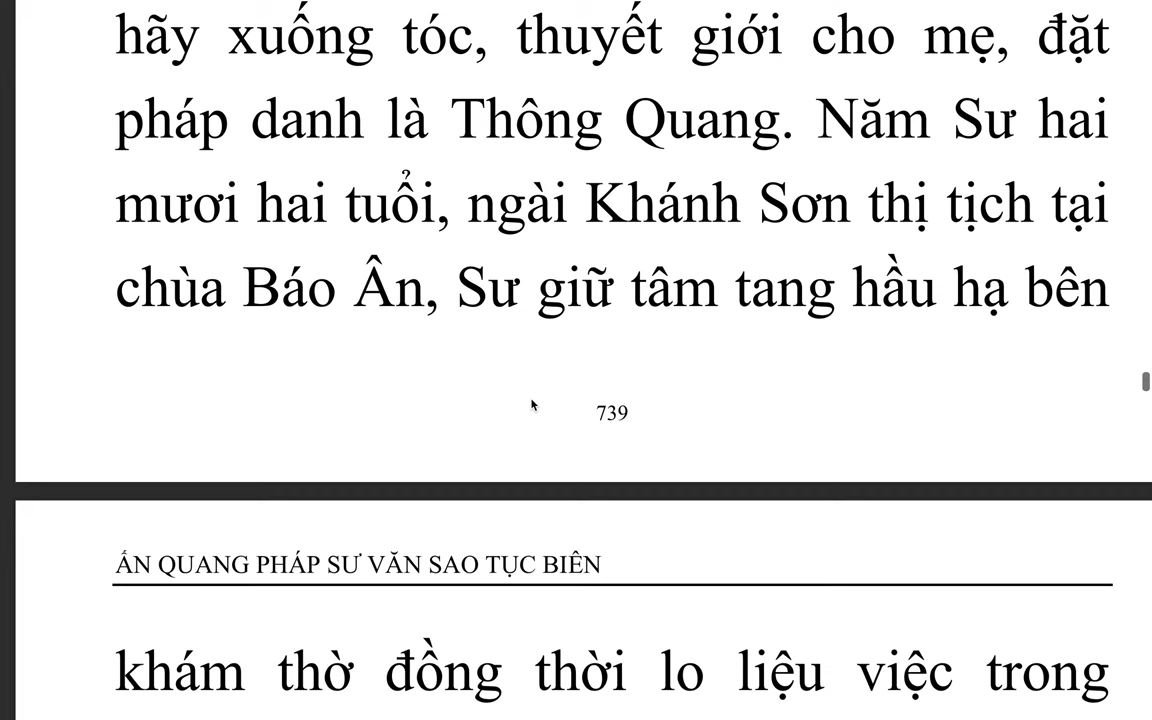 hãy xuống tóc, thuyết giới cho mẹ, đặt
pháp danh là Thông Quang. Năm Sư hai
mươi hai tuổi, ngài Khánh Sơn thị tịch tại
chùa Báo Ân, Sư giữ tâm tang hầu hạ bên
739
ẤN QUANG PHÁP SƯ VĂN SAO TỤC BIÊN
khám thờ đồng thời lo liệu việc trong